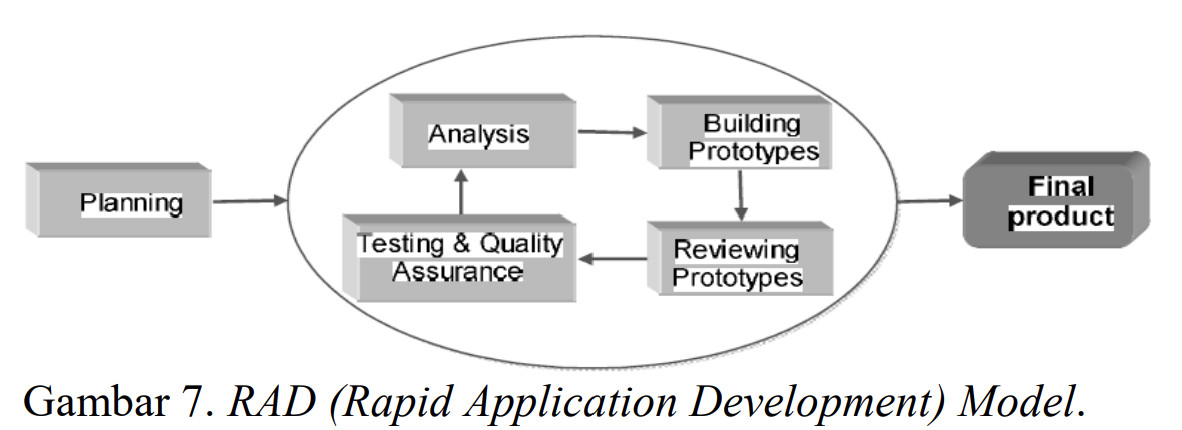 Planning
Analysis
Building
Prototypes
Reviewing
Prototypes
Testing & Quality
Assurance
Final
product
Gambar 7. RAD (Rapid Application Development) Model.